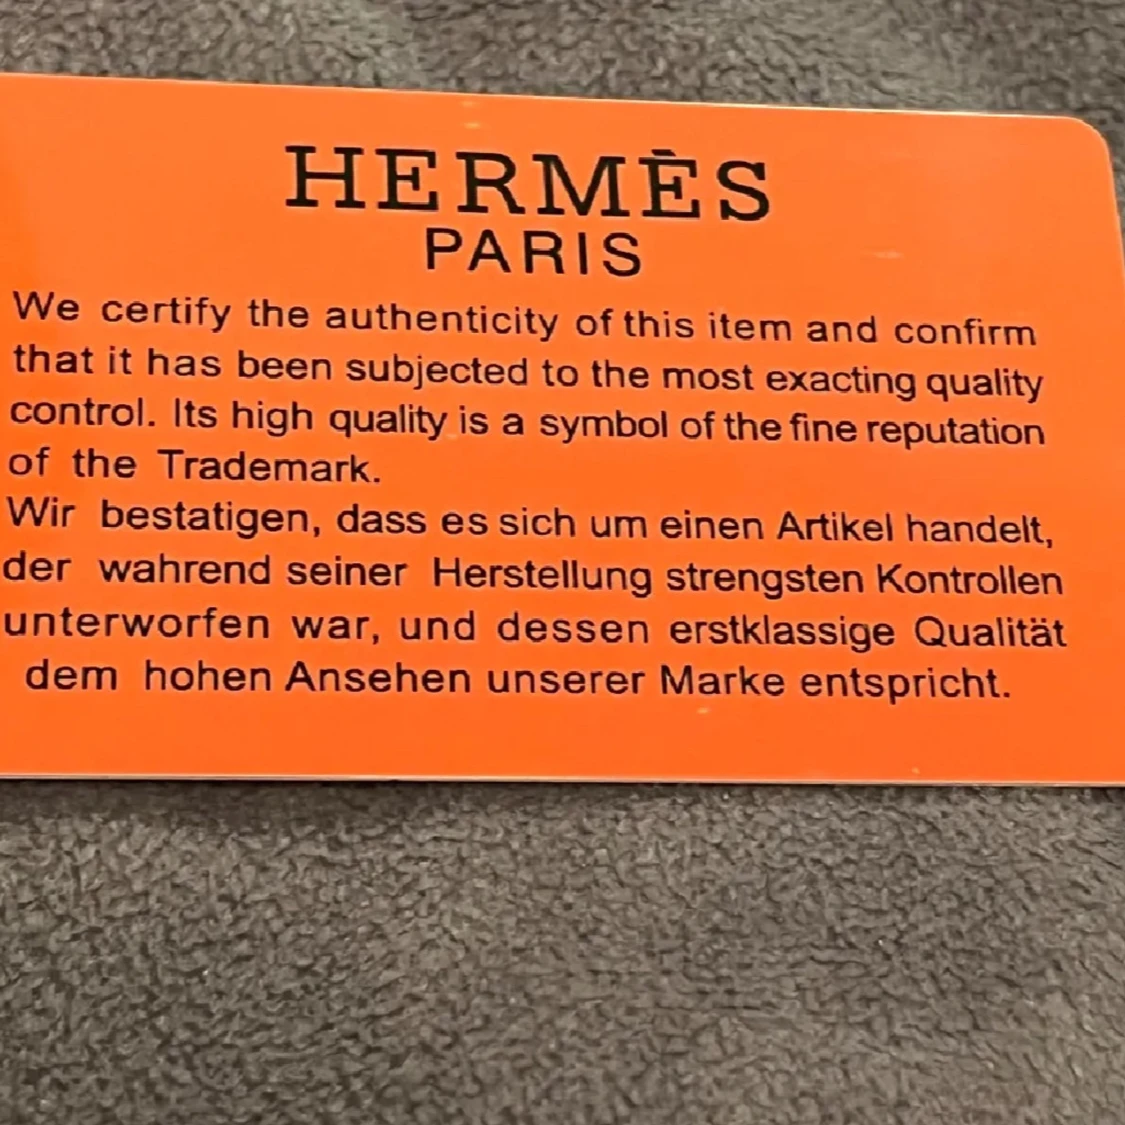 HERMÈS
PARIS
We certify the authenticity of this item and confirm
that it has been subjected to the most exacting quality
control. Its high quality is a symbol of the fine reputation
of the Trademark.
Wir bestatigen, dass es sich um einen Artikel handelt,
der wahrend seiner Herstellung strengsten Kontrollen
unterworfen war, und dessen erstklassige Qualität
dem hohen Ansehen unserer Marke entspricht.